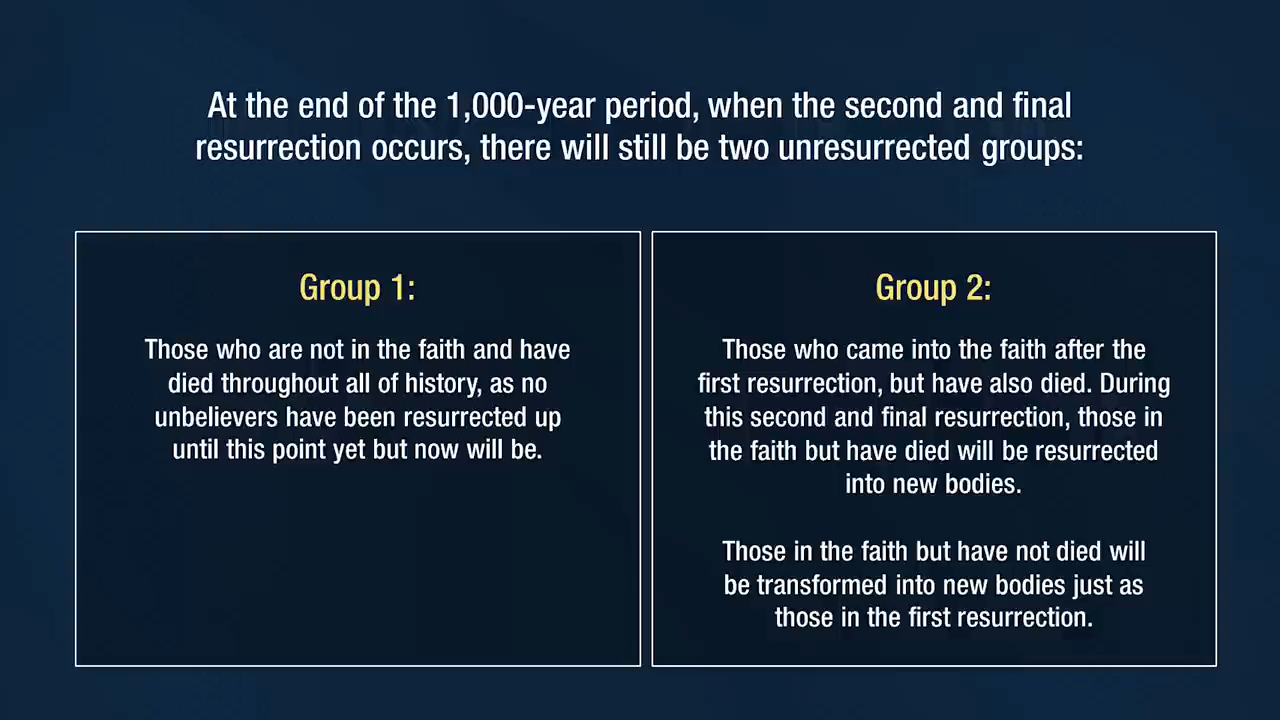 At the end of the 1,000-year period, when the second and final
resurrection occurs, there will still be two unresurrected groups:
Group 1:
Those who are not in the faith and have
died throughout all of history, as no
unbelievers have been resurrected up
until this point yet but now will be.
Group 2:
Those who came into the faith after the
first resurrection, but have also died. During
this second and final resurrection, those in
the faith but have died will be resurrected
into new bodies.
Those in the faith but have not died will
be transformed into new bodies just as
those in the first resurrection.